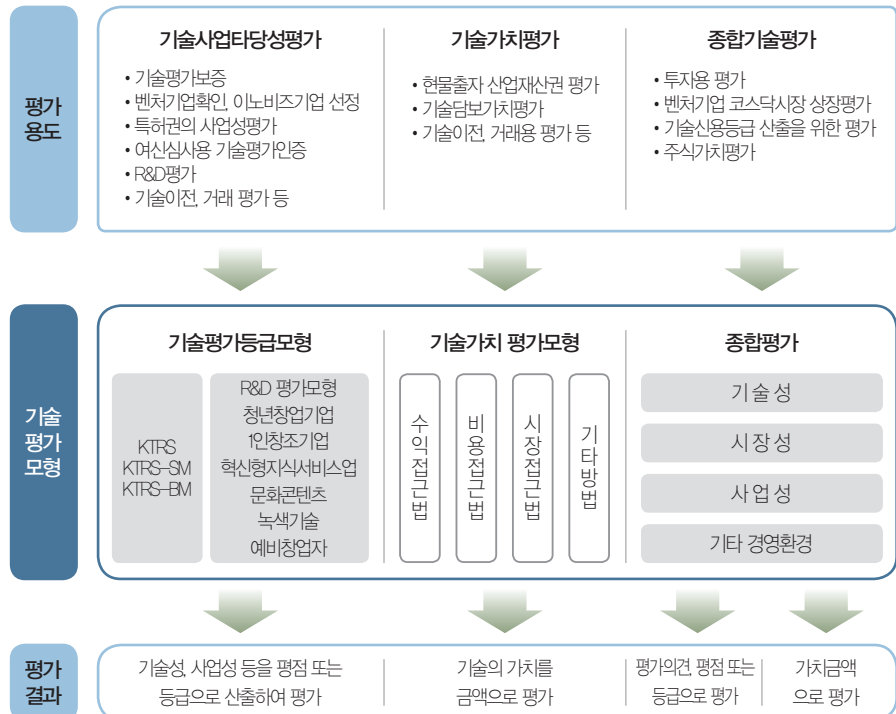 평가
용도
기술사업타당성평가
• 기술평가보증
• 벤처기업확인, 이노비즈기업 선정
• 특허권의 사업성평가
• 여신심사용 기술평가인증
• R&D평가
• 기술이전, 거래 평가 등
기술가치평가
• 현물출자 산업재산권 평가
• 기술담보가치평가
• 기술이전, 거래용 평가 등
종합기술평가
• 투자용 평가
• 벤처기업 코스닥시장 상장평가
• 기술신용등급 산출을 위한 평가
• 주식가치평가
기술
평가
모형
기술평가등급모형
KTRS
KTRS-SM
KTRS-BM
R&D 평가모형
청년창업기업
1인창조기업
혁신형지식서비스업
문화콘텐츠
녹색기술
예비창업자
기술가치 평가모형
수익접근법
비용접근법
시장접근법
기타방법
종합평가
기술성
시장성
사업성
기타 경영환경
평가
결과
기술성, 사업성 등을 평점 또는
등급으로 산출하여 평가
기술의 가치를
금액으로 평가
평가의견, 평점 또는
등급으로 평가
가치금액
으로 평가